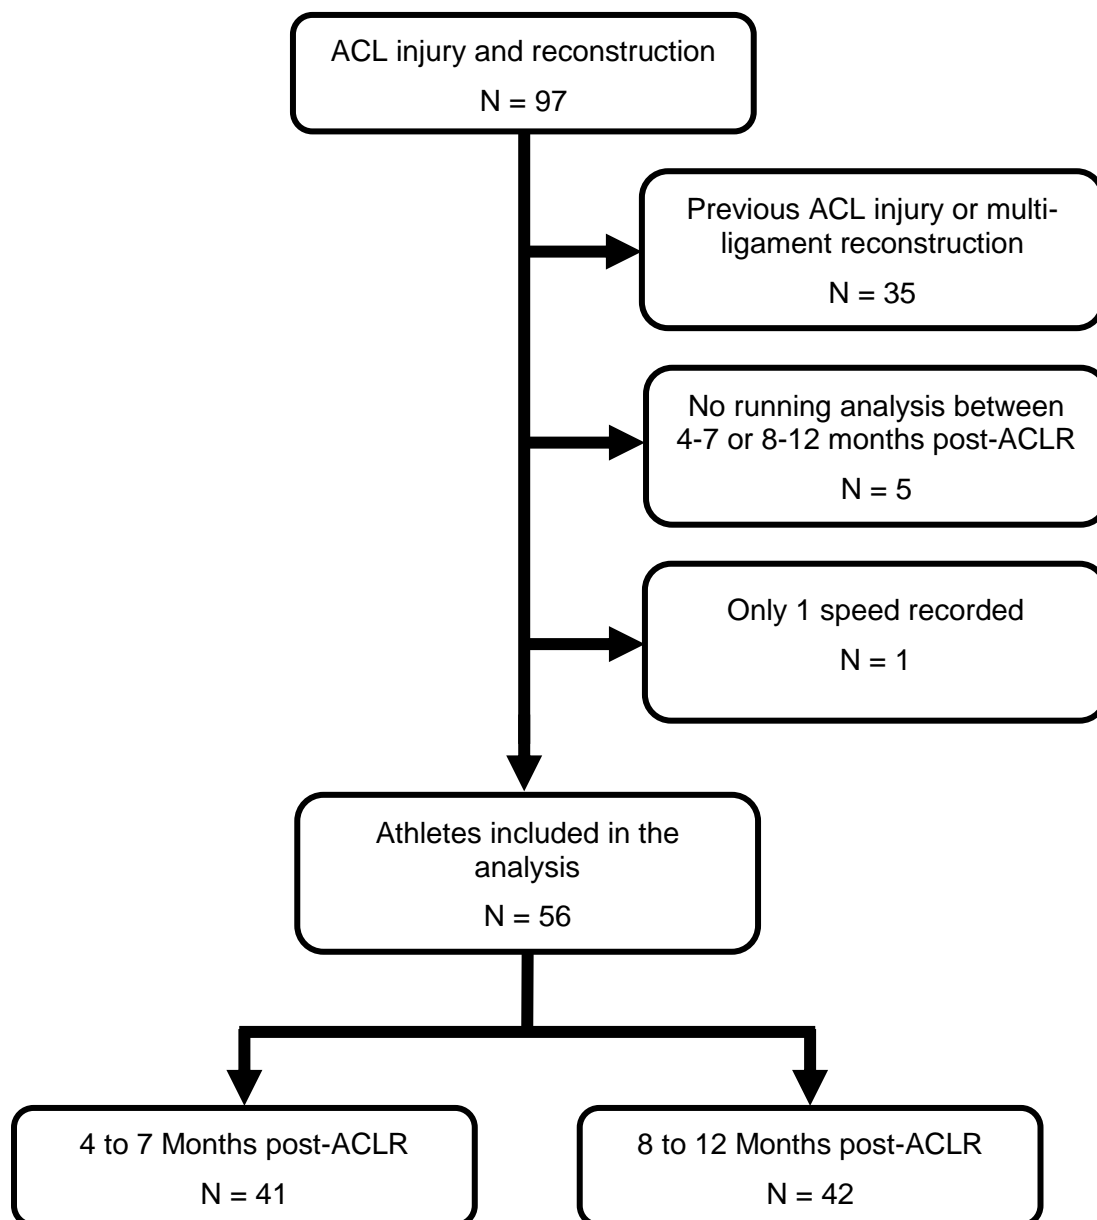 ACL injury and reconstruction
N = 97
Previous ACL injury or multi-
ligament reconstruction
N = 35
No running analysis between
4-7 or 8-12 months post-ACLR
N = 5
Only 1 speed recorded
N = 1
Athletes included in the
analysis
N = 56
4 to 7 Months post-ACLR
N = 41
8 to 12 Months post-ACLR
N = 42